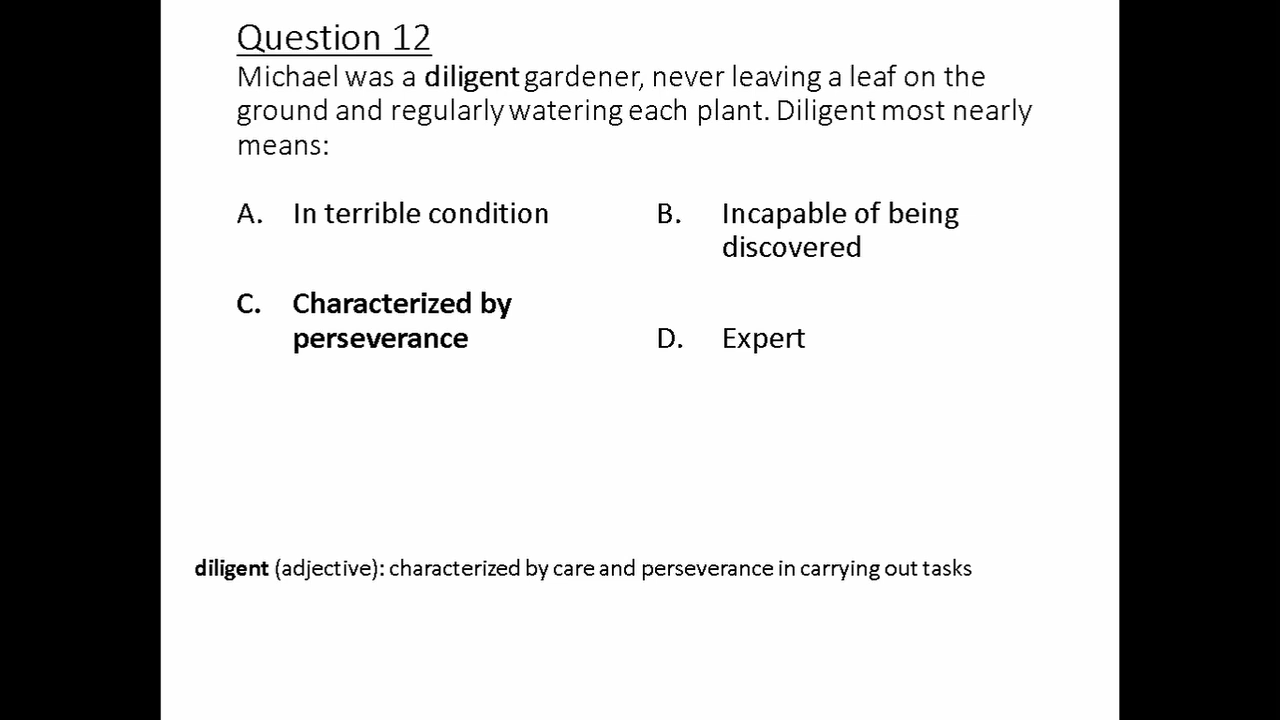 Question 12
Michael was a diligent gardener, never leaving a leaf on the
ground and regularly watering each plant. Diligent most nearly
means:
A. In terrible condition
B. Incapable of being
discovered
C. Characterized by
perseverance
D. Expert
diligent (adjective): characterized by care and perseverance in carrying out tasks